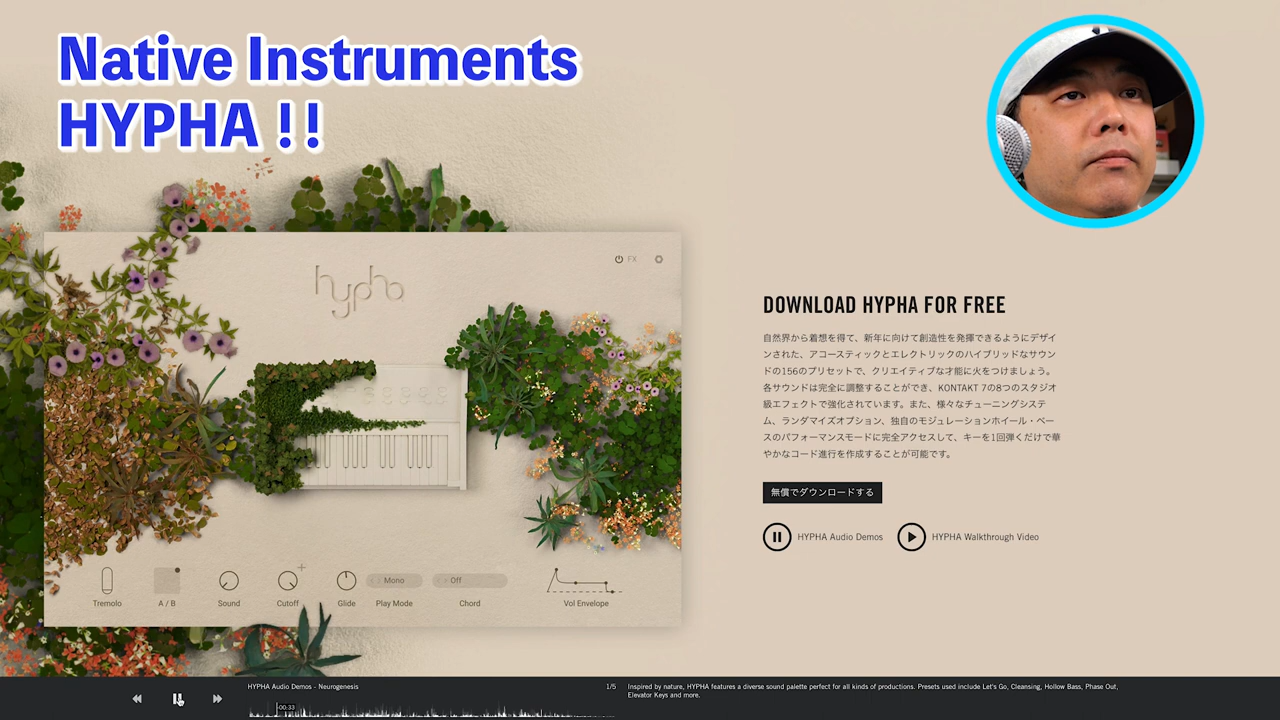 Native Instruments
HYPHA !!
hypha
FX
DOWNLOAD HYPHA FOR FREE
自然界から着想を得て、新年に向けて創造性を発揮できるようにデザイ
ンされた、アコースティックとエレクトリックのハイブリッドなサウン
ドの156のプリセットで、クリエイティブな才能に火をつけましょう。
各サウンドは完全に調整することができ、KONTAKT 7の8つのスタジオ
級エフェクトで強化されています。また、様々なチューニングシステ
ム、ランダマイズオプション、独自のモジュレーションホイール・ベー
スのパフォーマンスモードに完全アクセスして、キーを1回弾くだけで華
やかなコード進行を作成することが可能です。
無償でダウンロードする
HYPHA Audio Demos
HYPHA Walkthrough Video
Mono
Off
Tremolo
A / B
Sound
Cutoff
Glide
Play Mode
Chord
Vol Envelope
HYPHA Audio Demos - Neurogenesis
1/5
Inspired by nature, HYPHA features a diverse sound palette perfect for all kinds of productions. Presets used include Let's Go, Cleansing, Hollow Bass, Phase Out,
Elevator Keys and more.
00:33